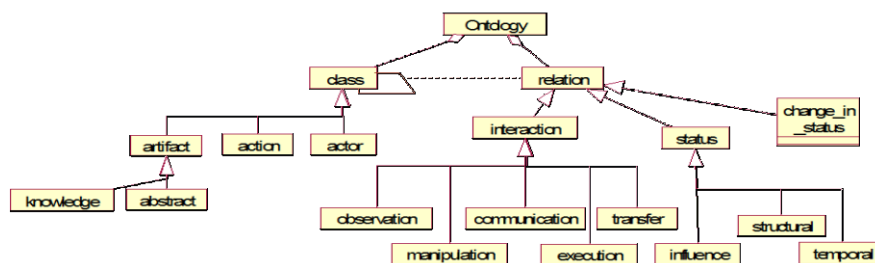 Ontology
class
relation
change_in
_status
interaction
status
artifact
action
actor
knowledge
abstract
observation
communication
transfer
structural
manipulation
execution
influence
temporal